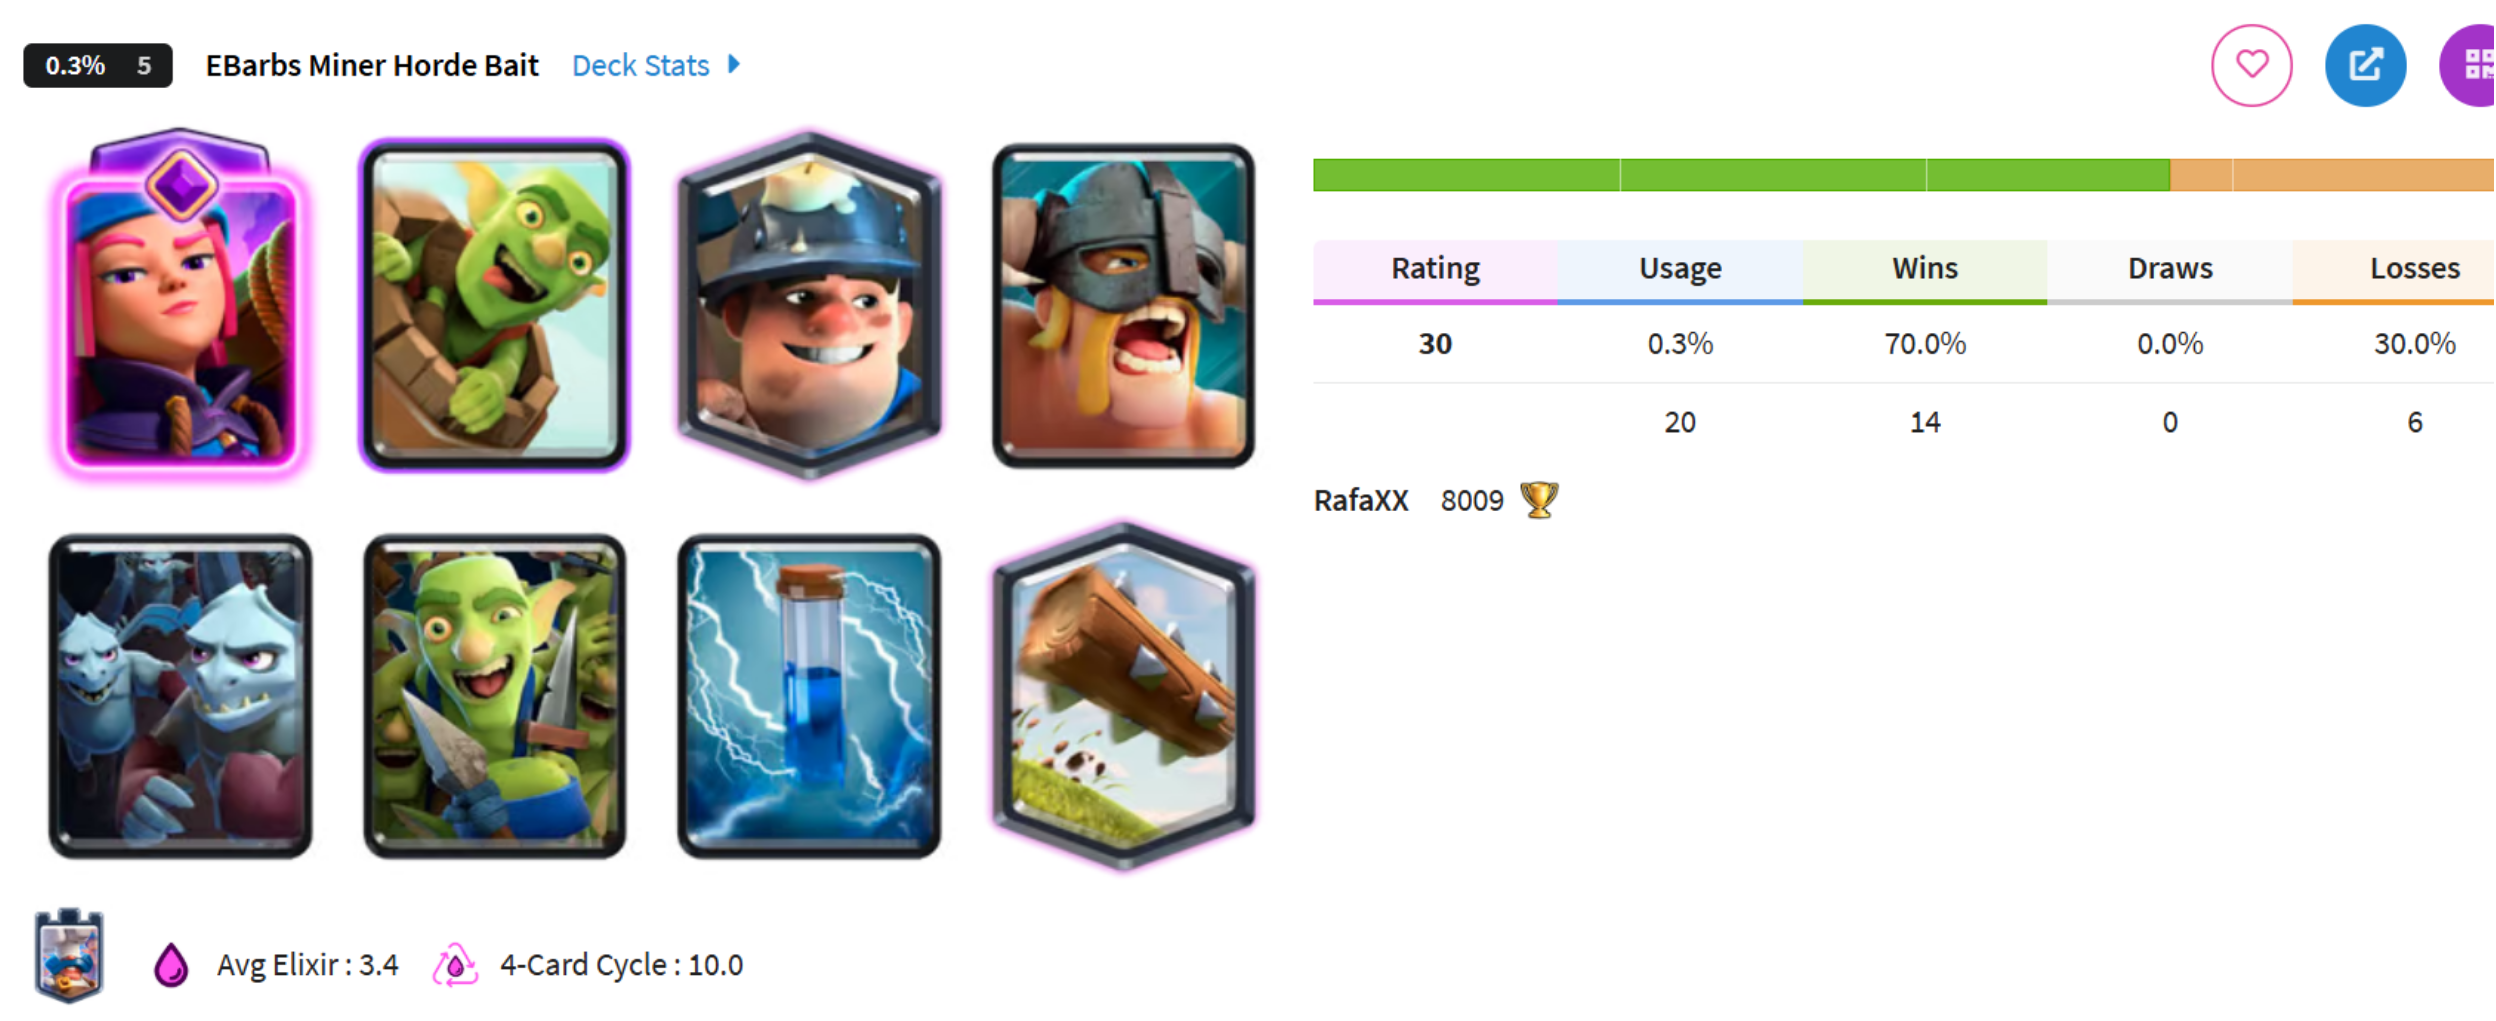 0.3% 5 EBarbs Miner Horde Bait Deck Stats
Rating Usage Wins Draws Losses
30 0.3% 70.0% 0.0% 30.0%
20 14 0 6
RafaXX 8009
Avg Elixir : 3.4 4-Card Cycle : 10.0